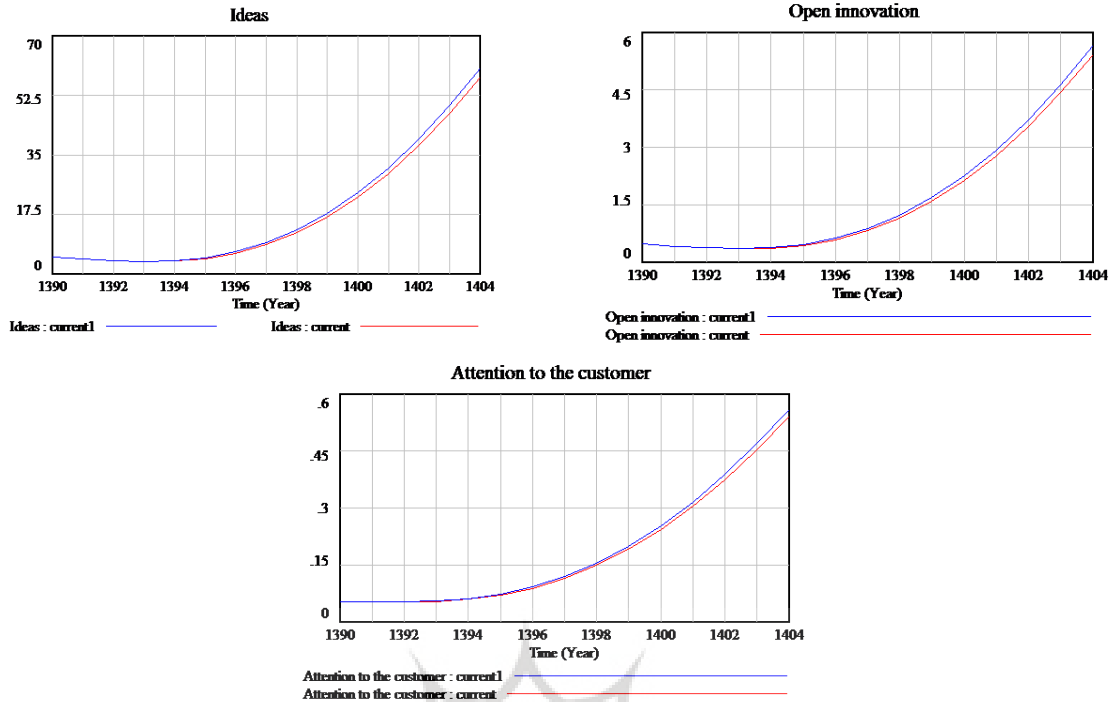 Ideas
70
52.5
35
17.5
0
1390 1392 1394 1396 1398 1400 1402 1404
Time (Year)
Ideas : current1
Ideas : current
Open innovation
6
4.5
3
1.5
0
1390 1392 1394 1396 1398 1400 1402 1404
Time (Year)
Open innovation : current1
Open innovation : current
Attention to the customer
.6
.45
.3
.15
0
1390 1392 1394 1396 1398 1400 1402 1404
Time (Year)
Attention to the customer : current1
Attention to the customer : current